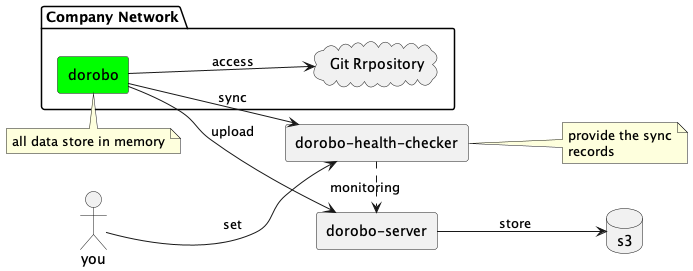 Company Network
dorobo
access
Git Rrpository
sync
all data store in memory
upload
dorobo-health-checker
provide the sync
records
monitoring
you
set
dorobo-server
store
s3